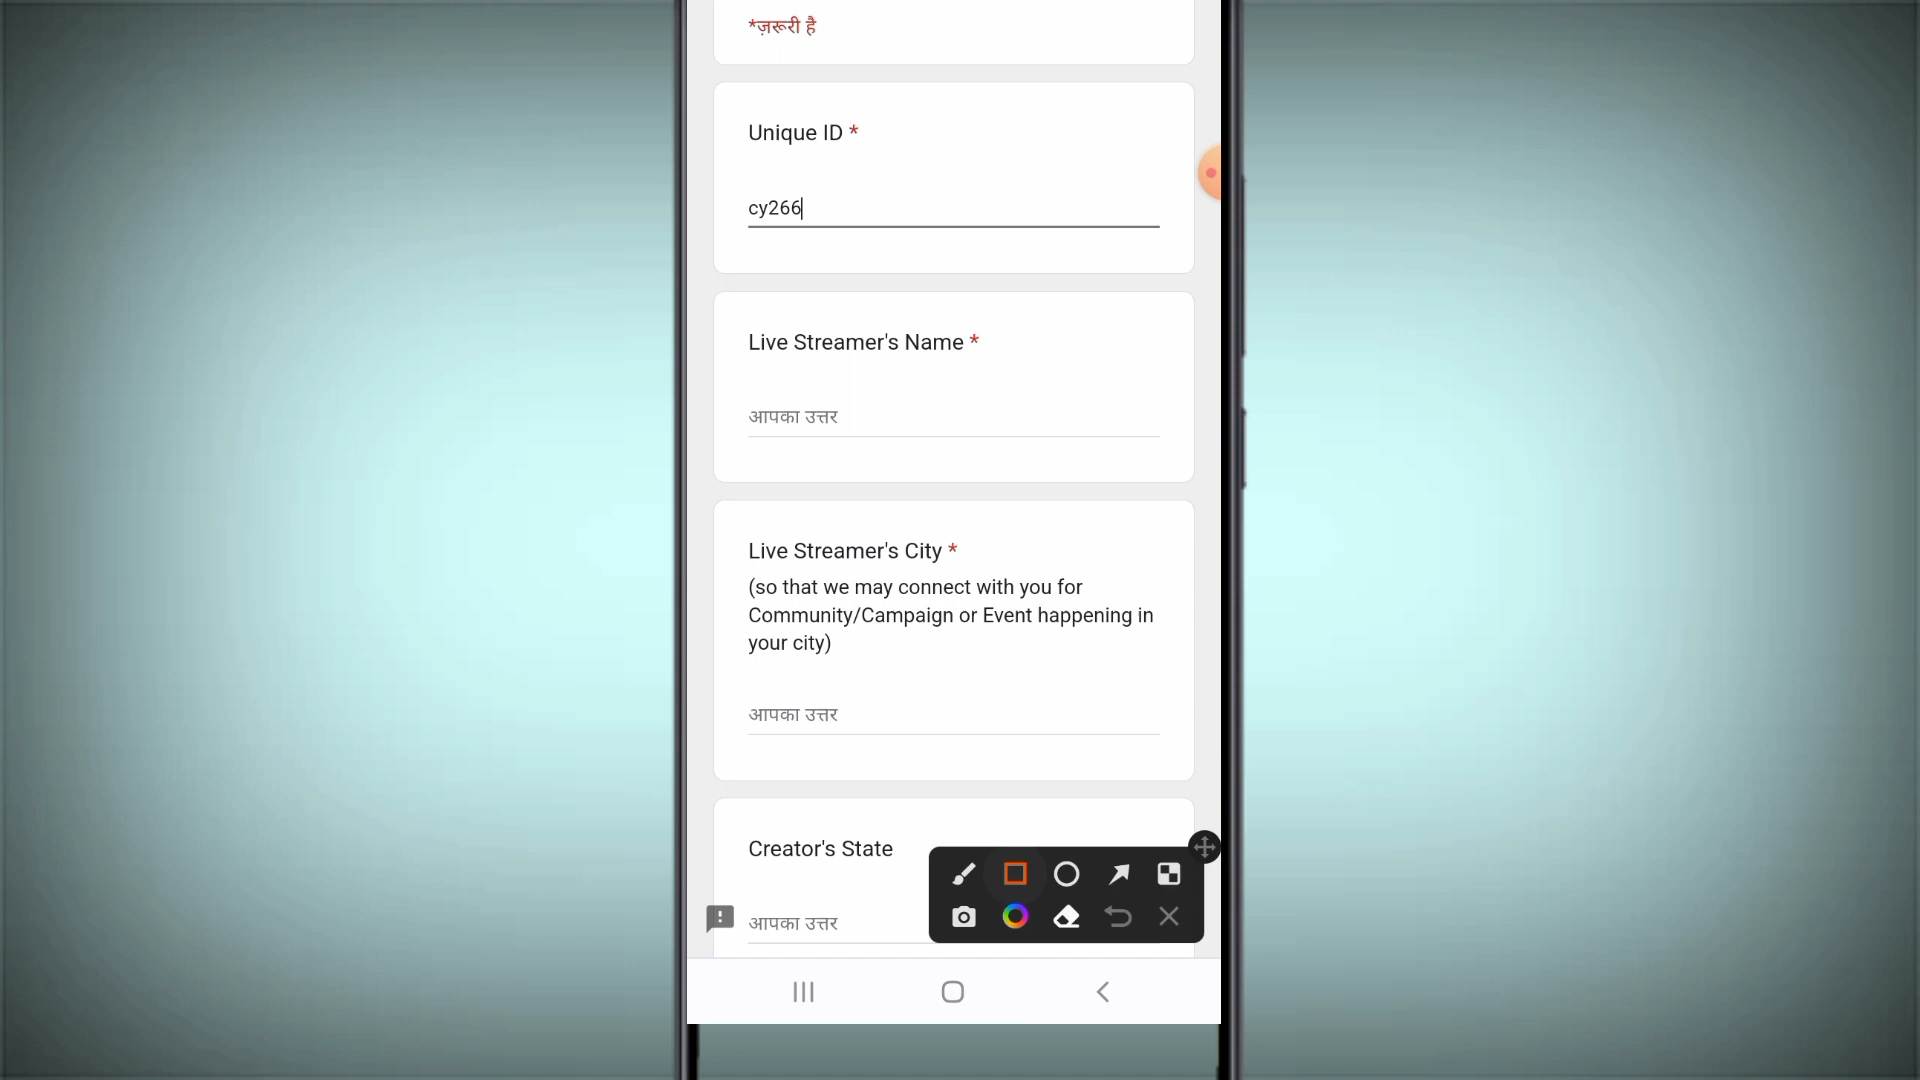 *ज़रूरी है
Unique ID *
cy266
Live Streamer's Name *
आपका उत्तर
Live Streamer's City *
(so that we may connect with you for
Community/Campaign or Event happening in
your city)
आपका उत्तर
Creator's State
आपका उत्तर